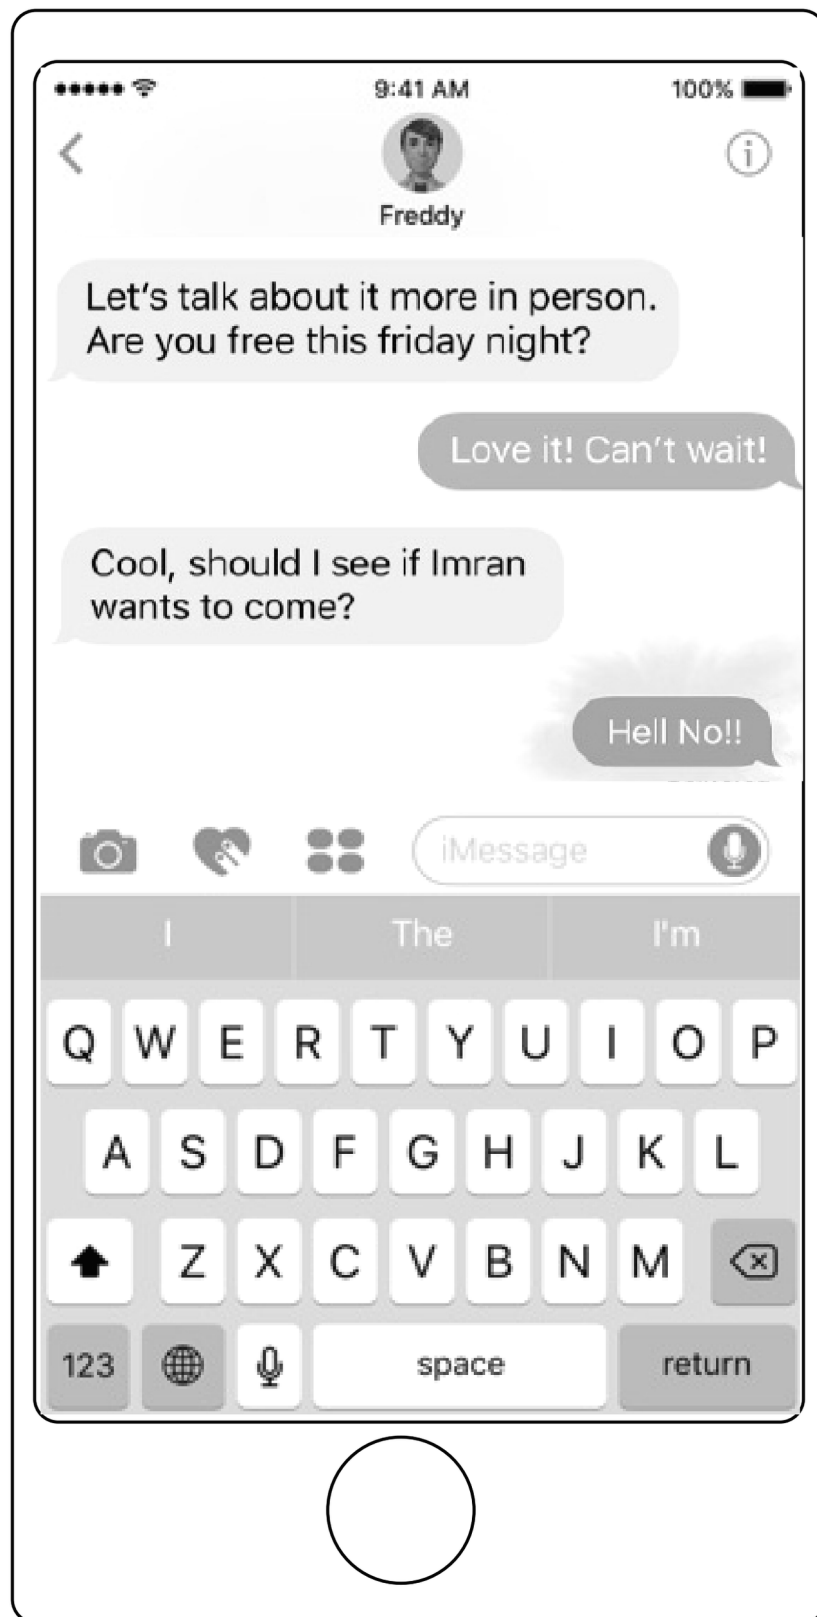 9:41 AM
100%
Freddy
Let's talk about it more in person.
Are you free this friday night?
Love it! Can't wait!
Cool, should I see if Imran
wants to come?
Hell No!!
iMessage
I The I'm
Q W E R T Y U I O P
A S D F G H J K L
Z X C V B N M
123 space return